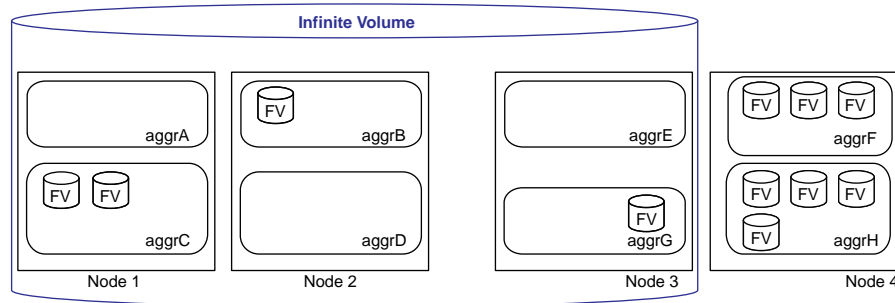 Infinite Volume
FV
aggrA
aggrB
aggrE
FV FV FV
aggrF
FV FV
aggrC
aggrD
FV
aggrG
FV FV FV
FV
aggrH
Node 1
Node 2
Node 3
Node 4